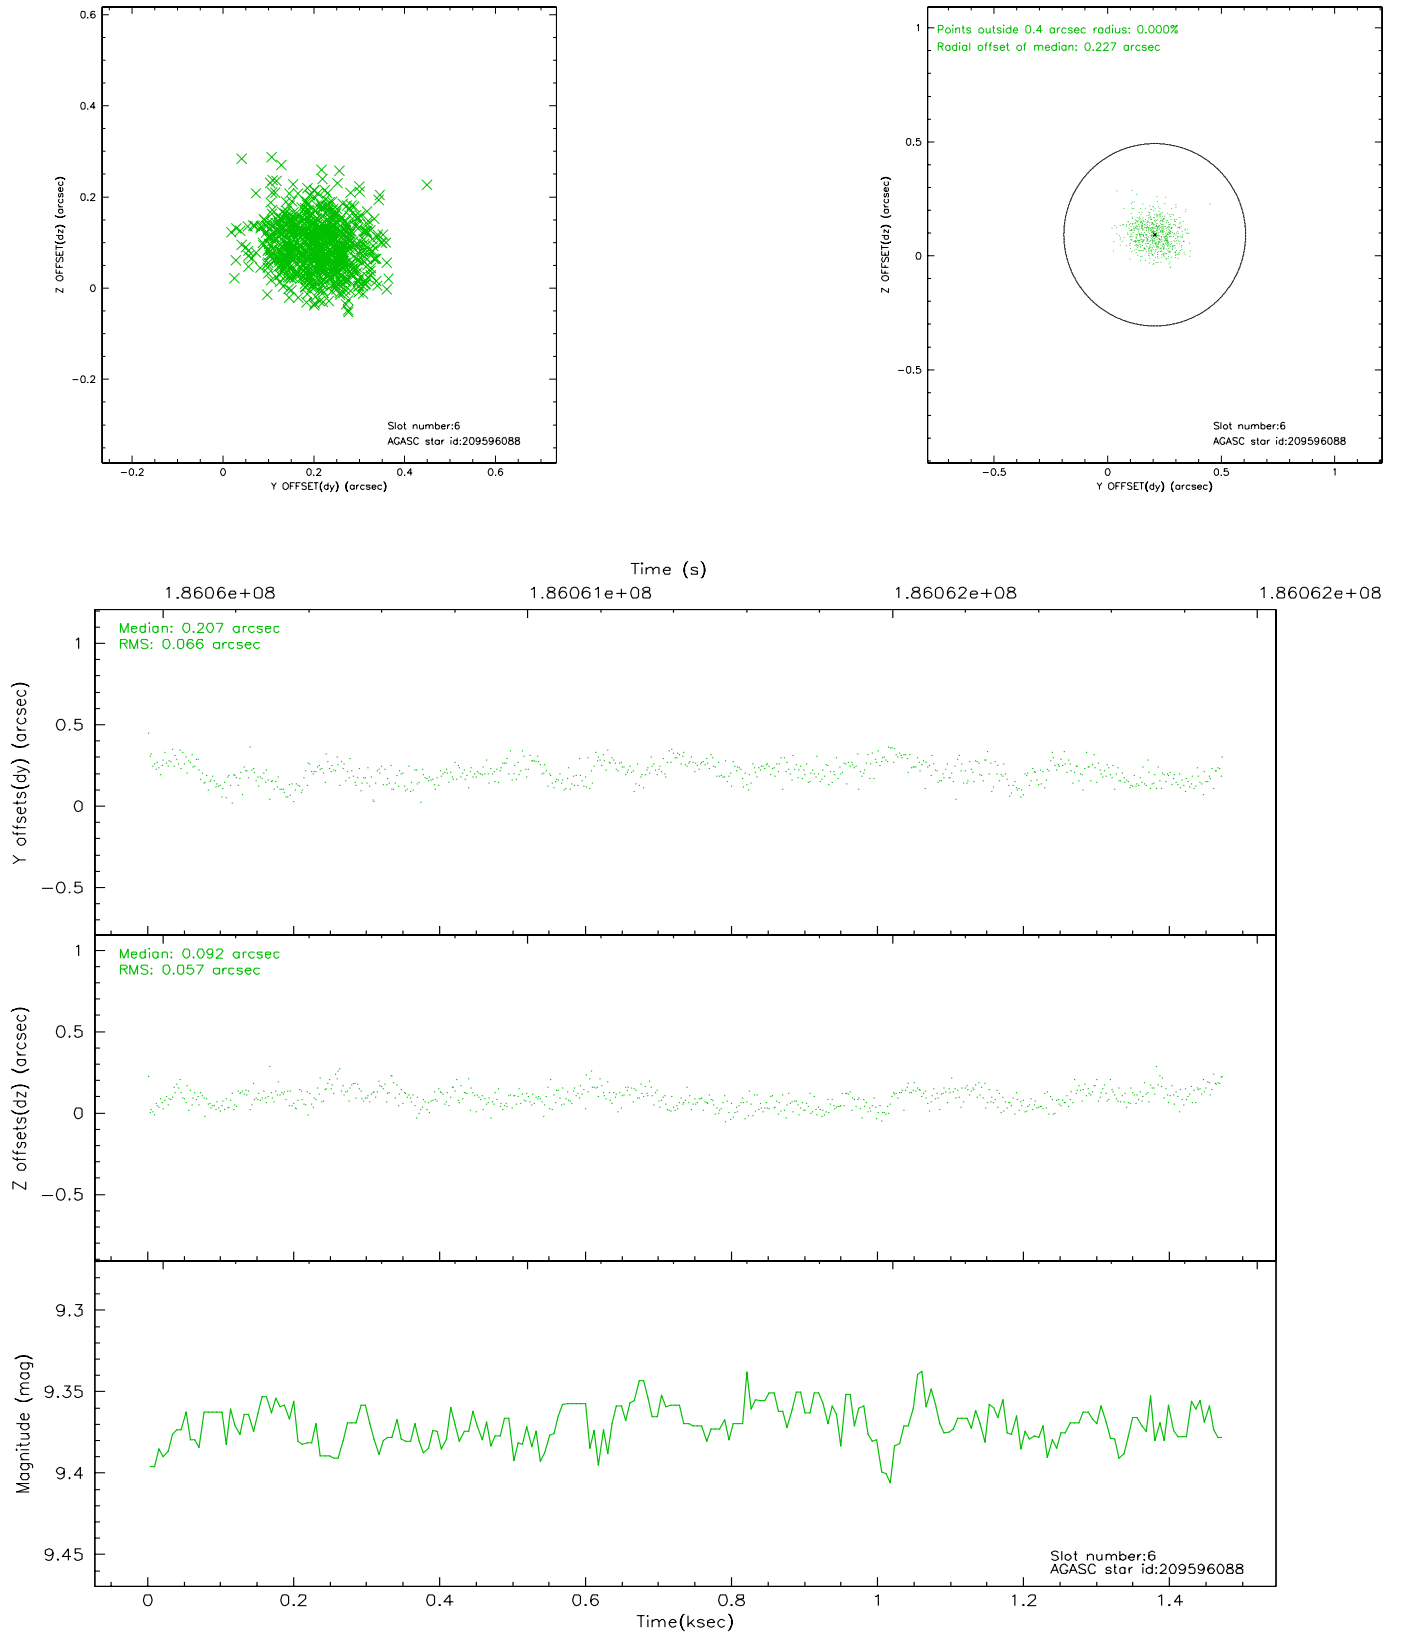 0.6
0.4
0.2
0
−0.2
Z OFFSET(dz) (arcsec)
Slot number:6
AGASC star id:209596088
−0.2 0 0.2 0.4 0.6
Y OFFSET(dy) (arcsec)
Points outside 0.4 arcsec radius: 0.000%
Radial offset of median: 0.227 arcsec
1
0.5
0
−0.5
Z OFFSET(dz) (arcsec)
Slot number:6
AGASC star id:209596088
−0.5 0 0.5 1
Y OFFSET(dy) (arcsec)
Time (s)
1.8606e+08 1.86061e+08 1.86062e+08 1.86062e+08
Median: 0.207 arcsec
RMS: 0.066 arcsec
1
0.5
0
−0.5
Y offsets(dy) (arcsec)
Median: 0.092 arcsec
RMS: 0.057 arcsec
1
0.5
0
−0.5
Z offsets(dz) (arcsec)
9.3
9.35
9.4
9.45
Magnitude (mag)
Slot number:6
AGASC star id:209596088
0 0.2 0.4 0.6 0.8 1 1.2 1.4
Time(ksec)